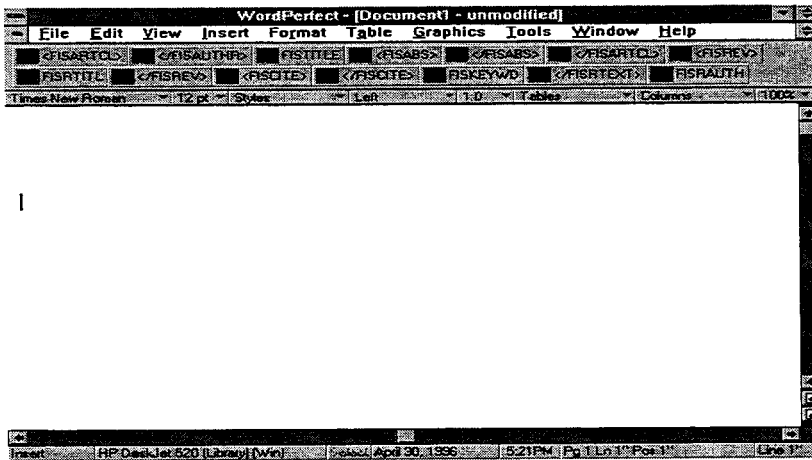 WordPerfect - [Document1 - unmodified]
File Edit View Insert Format Table Graphics Tools Window Help
<FISARTCL> </FISAUTHR> FISTITLE <FISABS> </FISABS> </FISARTCL> <FISREV>
FISRTITL </FISREV> <FISCITE> </FISCITE> FISKEYWD </FISRTEXT> FISRAUTH
Times New Roman 12 pt Styles Left 1.0 Tables Columns 100%
Insert HP DeskJet 520 (Library) (Win) Select April 30, 1996 5:21PM Pg 1 Ln 1" Pos 1" Line 1"